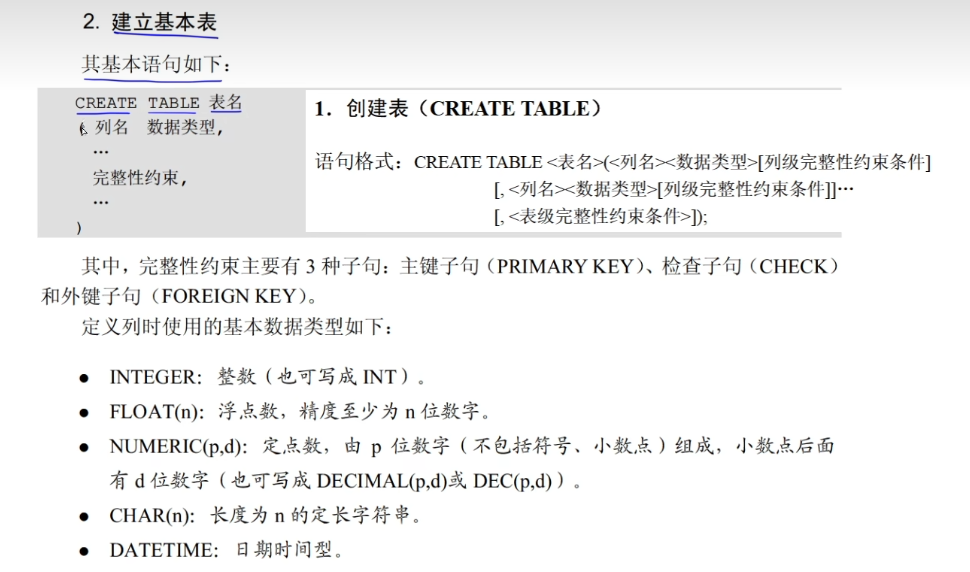 2. 建立基本表
其基本语句如下：
CREATE TABLE 表名
( 列名 数据类型,
…
完整性约束,
…
)
1．创建表（CREATE TABLE）
语句格式：CREATE TABLE <表名>(<列名><数据类型>[列级完整性约束条件]
[, <列名><数据类型>[列级完整性约束条件]]…
[, <表级完整性约束条件>]);
其中，完整性约束主要有 3 种子句：主键子句（PRIMARY KEY）、检查子句（CHECK）
和外键子句（FOREIGN KEY）。
定义列时使用的基本数据类型如下：
● INTEGER：整数（也可写成 INT）。
● FLOAT(n)：浮点数，精度至少为 n 位数字。
● NUMERIC(p,d)：定点数，由 p 位数字（不包括符号、小数点）组成，小数点后面
有 d 位数字（也可写成 DECIMAL(p,d)或 DEC(p,d)）。
● CHAR(n)：长度为 n 的定长字符串。
● DATETIME：日期时间型。